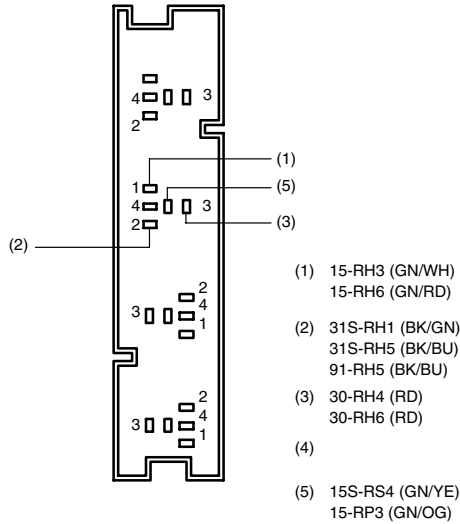 4 3
2
(1)
1 (5)
4 3
2 (3)
(2)
(1) 15-RH3 (GN/WH)
15-RH6 (GN/RD)
2
3 4
1
(2) 31S-RH1 (BK/GN)
31S-RH5 (BK/BU)
91-RH5 (BK/BU)
(3) 30-RH4 (RD)
30-RH6 (RD)
2
3 4
1
(4)
(5) 15S-RS4 (GN/YE)
15-RP3 (GN/OG)